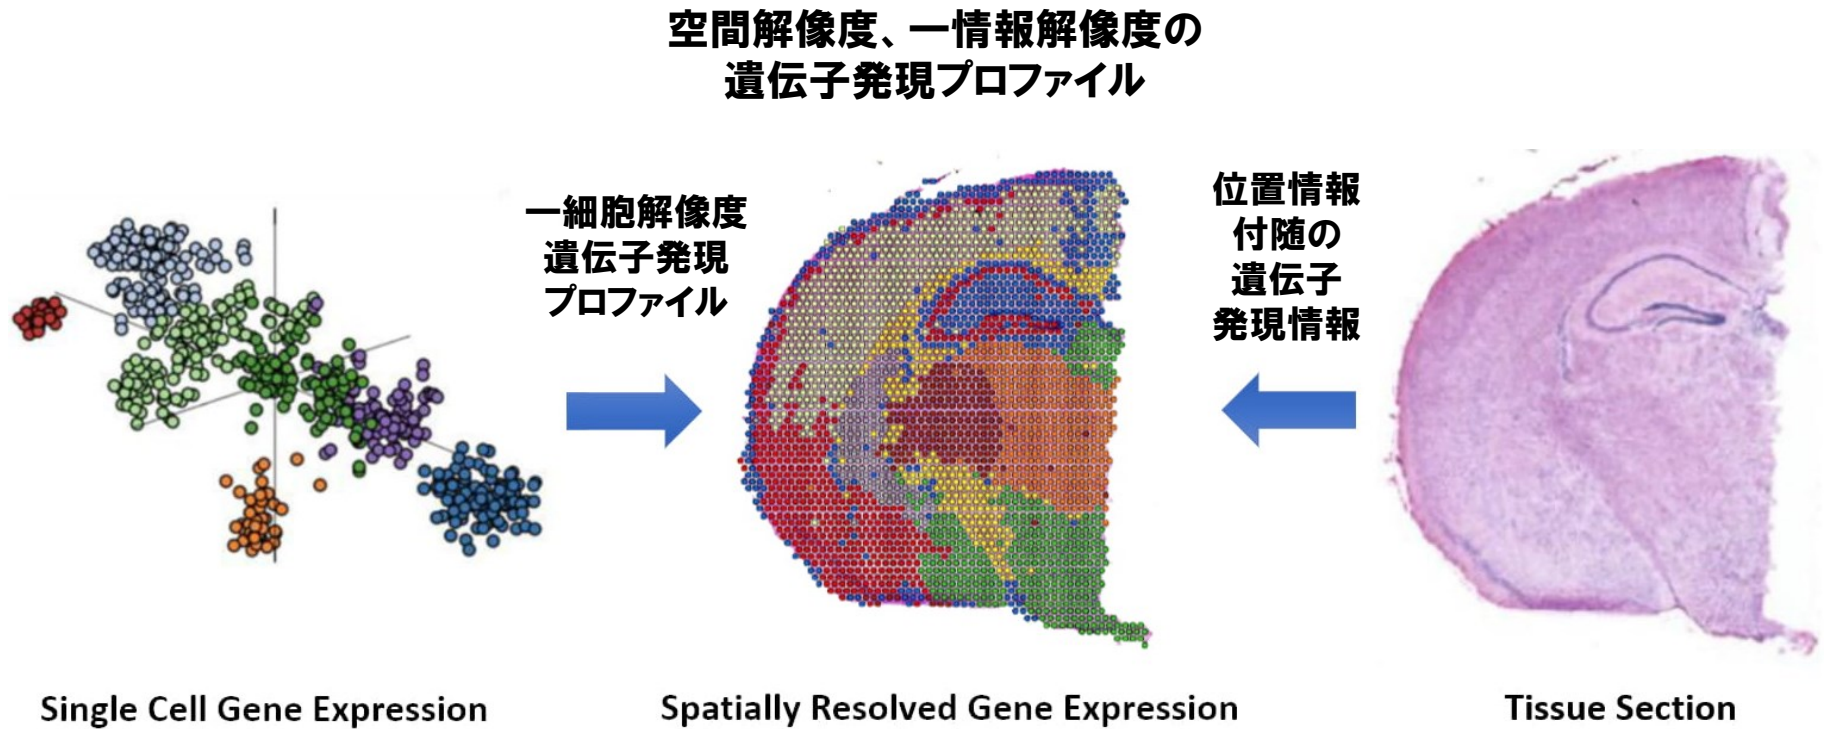 空間解像度、一情報解像度の
遺伝子発現プロファイル
一細胞解像度
遺伝子発現
プロファイル
位置情報
付随の
遺伝子
発現情報
Single Cell Gene Expression
Spatially Resolved Gene Expression
Tissue Section